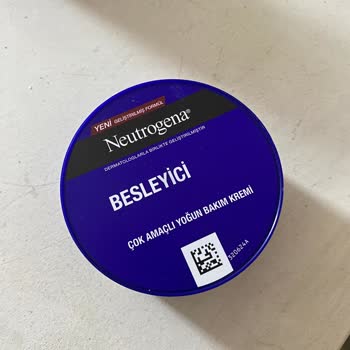 YENİ GELİŞTİRİLMİŞ FORMÜL
Neutrogena®
DERMATOLOGLARLA BİRLİKTE GELİŞTİRİLMİŞTİR
BESLEYİCİ
ÇOK AMAÇLI YOĞUN BAKIM KREMİ
520624A